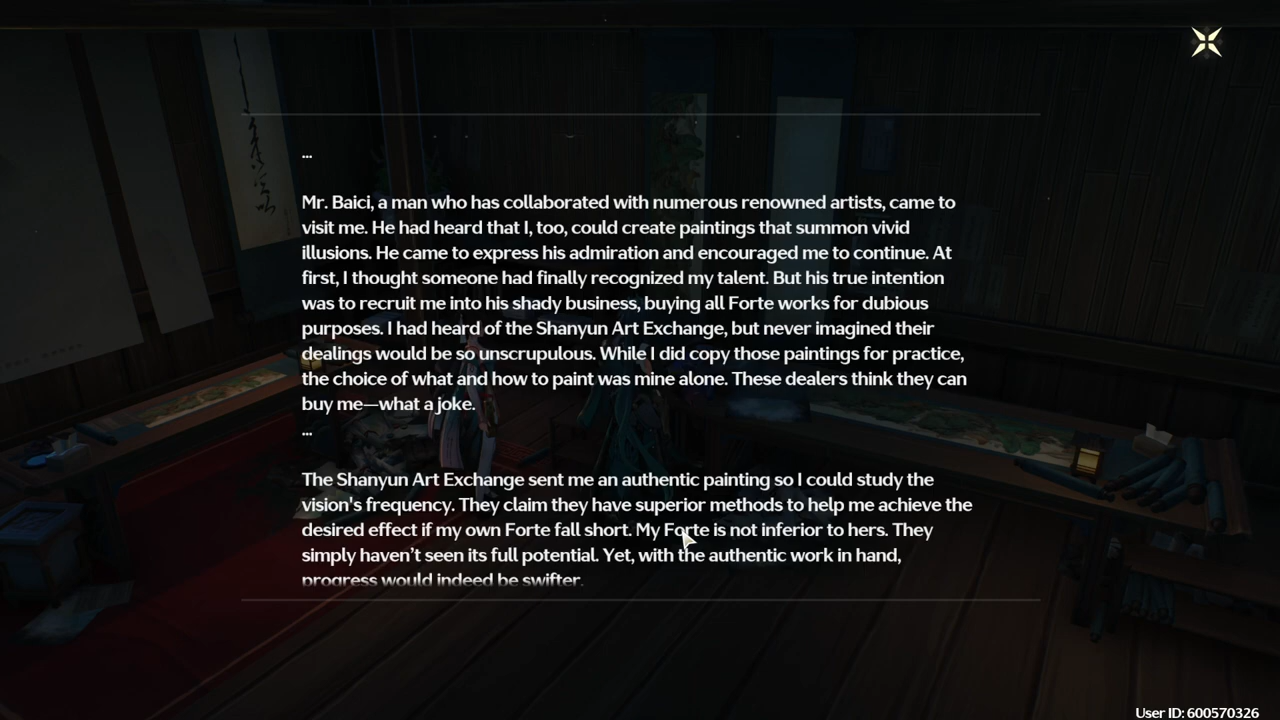 ...
Mr. Baici, a man who has collaborated with numerous renowned artists, came to
visit me. He had heard that I, too, could create paintings that summon vivid
illusions. He came to express his admiration and encouraged me to continue. At
first, I thought someone had finally recognized my talent. But his true intention
was to recruit me into his shady business, buying all Forte works for dubious
purposes. I had heard of the Shanyun Art Exchange, but never imagined their
dealings would be so unscrupulous. While I did copy those paintings for practice,
the choice of what and how to paint was mine alone. These dealers think they can
buy me—what a joke.
...
The Shanyun Art Exchange sent me an authentic painting so I could study the
vision's frequency. They claim they have superior methods to help me achieve the
desired effect if my own Forte fall short. My Forte is not inferior to hers. They
simply haven't seen its full potential. Yet, with the authentic work in hand,
progress would indeed be swifter.
User ID: 600570326